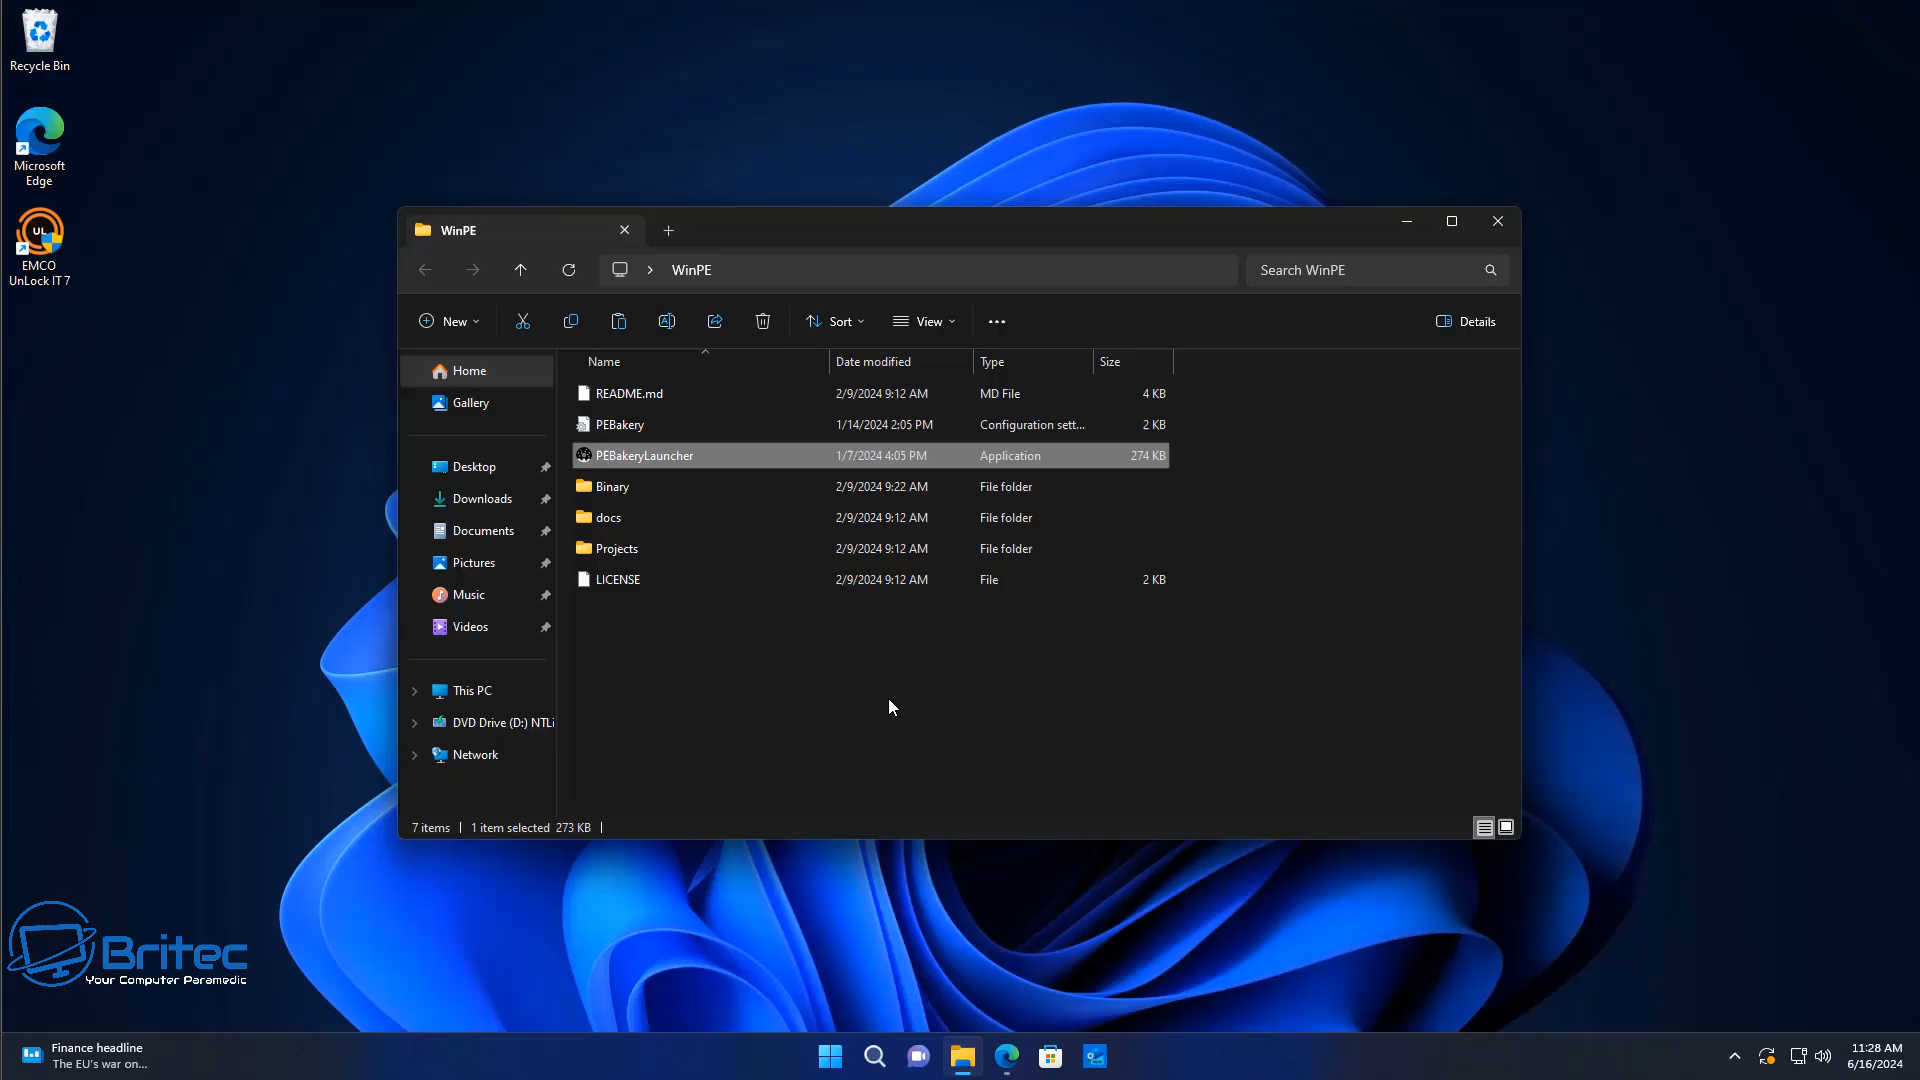 Recycle Bin
Microsoft
Edge
UL
EMCO
UnLock IT 7
WinPE
WinPE
Search WinPE
New
Sort
View
Details
Name
Date modified
Type
Size
README.md
2/9/2024 9:12 AM
MD File
4 KB
PEBakery
1/14/2024 2:05 PM
Configuration sett...
2 KB
PEBakeryLauncher
1/7/2024 4:05 PM
Application
274 KB
Binary
2/9/2024 9:22 AM
File folder
docs
2/9/2024 9:12 AM
File folder
Projects
2/9/2024 9:12 AM
File folder
LICENSE
2/9/2024 9:12 AM
File
2 KB
Home
Gallery
Desktop
Downloads
Documents
Pictures
Music
Videos
This PC
DVD Drive (D:) NTLi
Network
7 items
1 item selected 273 KB
Britec
Your Computer Paramedic
Finance headline
The EU's war on...
11:28 AM
6/16/2024